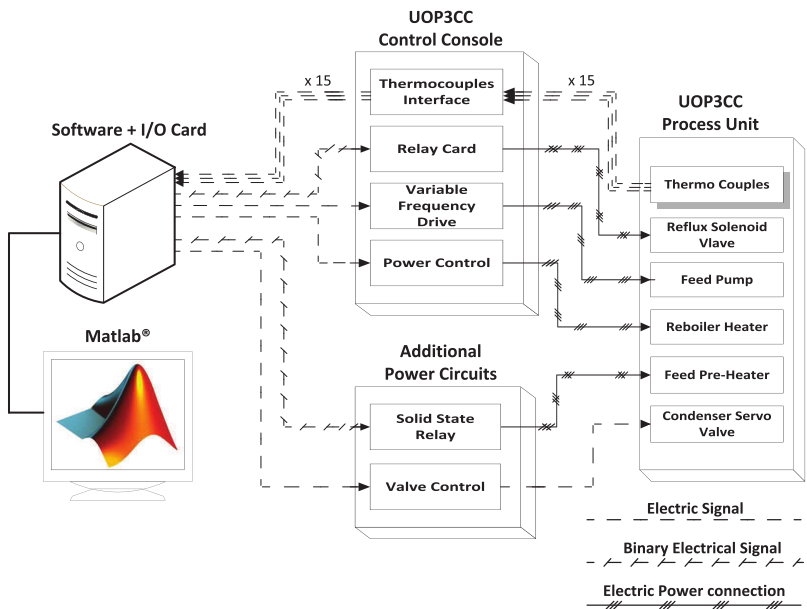 UOP3CC
Control Console
x 15
x 15
Thermocouples
Interface
UOP3CC
Process Unit
Software + I/O Card
Relay Card
Thermo Couples
Variable
Frequency
Drive
Reflux Solenoid
Vlave
Power Control
Feed Pump
Reboiler Heater
Matlab®
Additional
Power Circuits
Feed Pre-Heater
Solid State
Relay
Condenser Servo
Valve
Valve Control
Electric Signal
Binary Electrical Signal
Electric Power connection